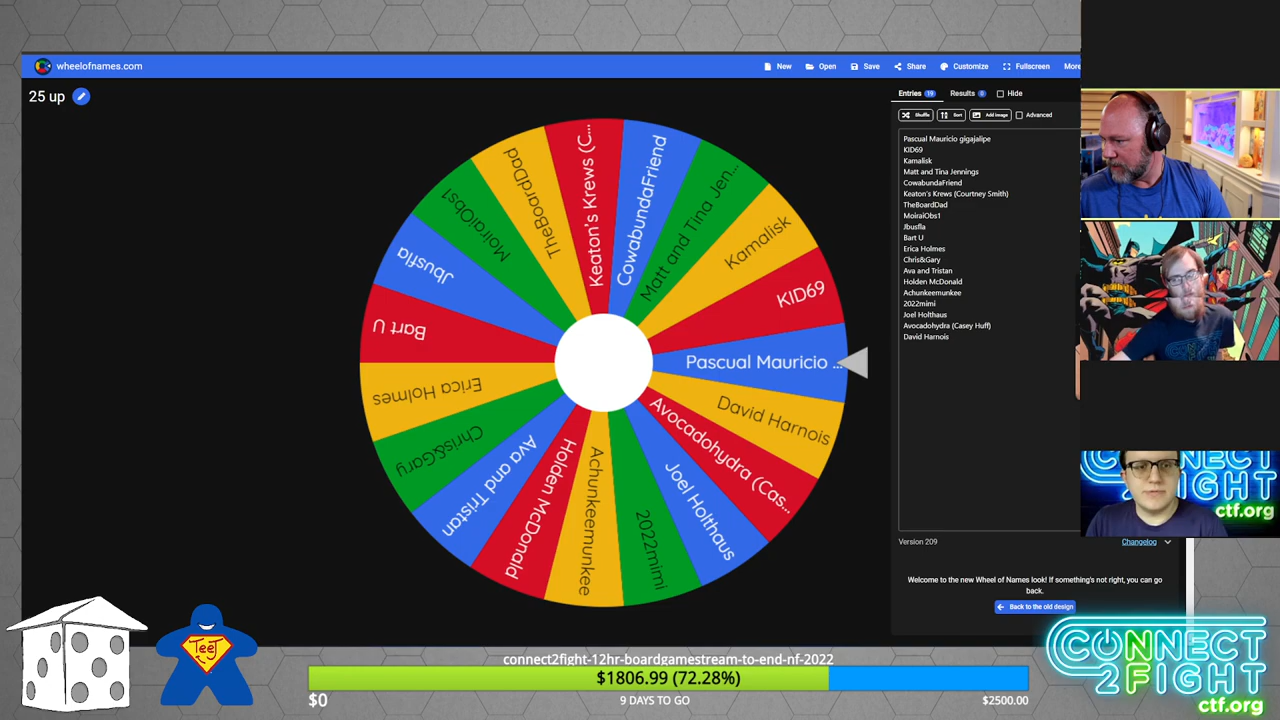 wheelofnames.com
New
Open
Save
Share
Customize
Fullscreen
More
25 up
Entries 19
Results 0
Hide
Shuffle
Sort
Add image
Advanced
Pascual Mauricio gigajalipe
KID69
Kamalisk
Matt and Tina Jennings
CowabundaFriend
Keaton's Krews (Courtney Smith)
TheBoardDad
MoiraiObs1
Jbusfla
Bart U
Erica Holmes
Chris&Gary
Ava and Tristan
Holden McDonald
Achunkeemunkee
2022mimi
Joel Holthaus
Avocadohydra (Casey Huff)
David Harnois
Pascual Mauricio ...
KID69
Kamalisk
Matt and Tina Jen...
CowabundaFriend
Keaton's Krews (C...
TheBoardDad
MoiraiObs1
Jbusfla
Bart U
Erica Holmes
Chris&Gary
Ava and Tristan
Holden McDonald
Achunkeemunkee
2022mimi
Joel Holthaus
Avocadohydra (Cas...
David Harnois
Version 209
Changelog
Welcome to the new Wheel of Names look! If something's not right, you can go
back.
Back to the old design
CONNECT
2FIGHT
ctf.org
TeeT
connect2fight-12hr-boardgamestream-to-end-nf-2022
$1806.99 (72.28%)
$0
9 DAYS TO GO
$2500.00
CONNECT
2FIGHT
ctf.org